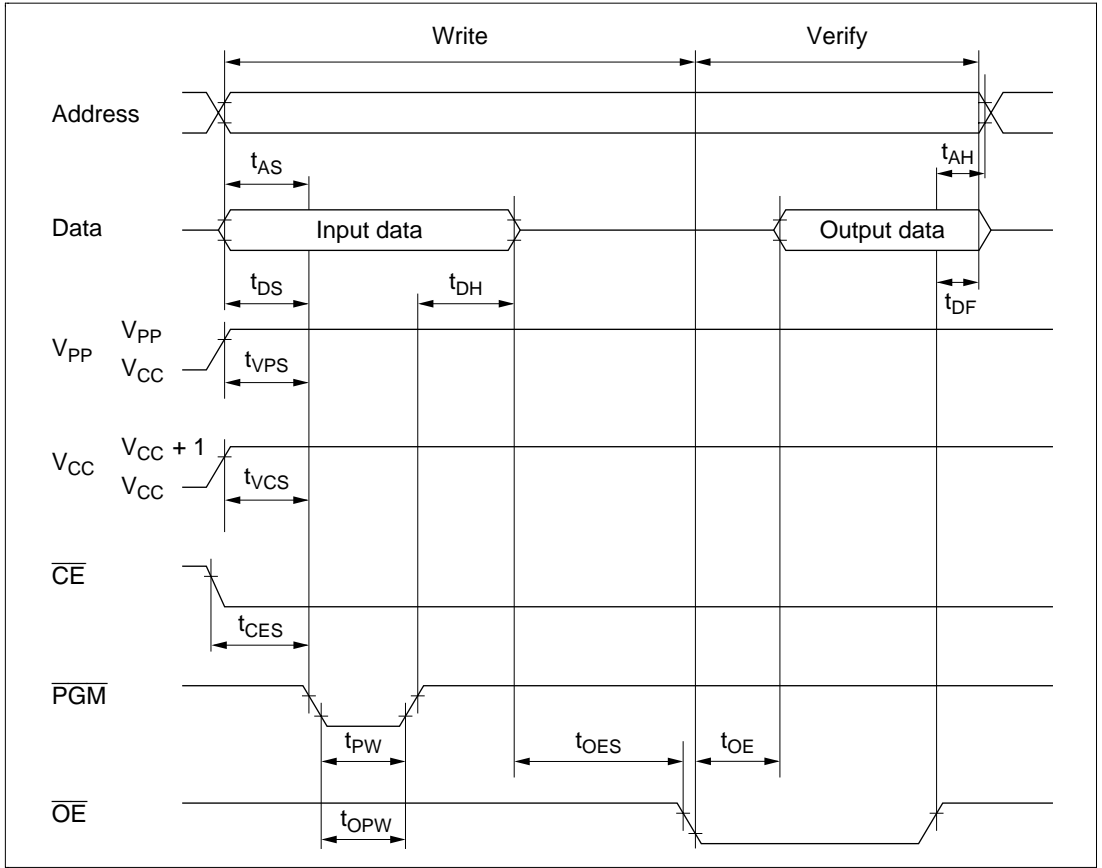 Write
Verify
Address
tAS
tAH
Data
Input data
Output data
tDS
tDH
tDF
VPP
VPP
VCC
tVPS
VCC
VCC + 1
VCC
tVCS
CE
tCES
PGM
tPW
tOES
tOE
OE
tOPW